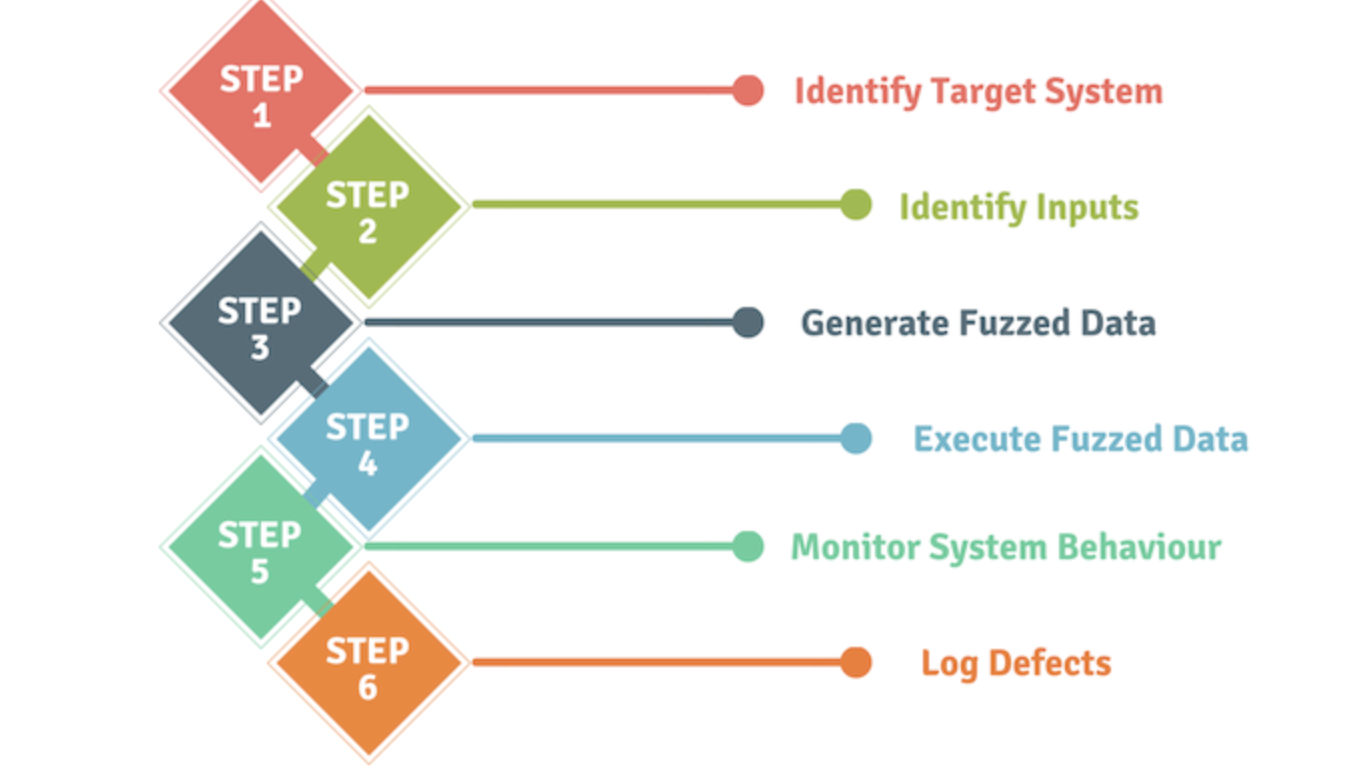 STEP
1
Identify Target System
STEP
2
Identify Inputs
STEP
3
Generate Fuzzed Data
STEP
4
Execute Fuzzed Data
STEP
5
Monitor System Behaviour
STEP
6
Log Defects